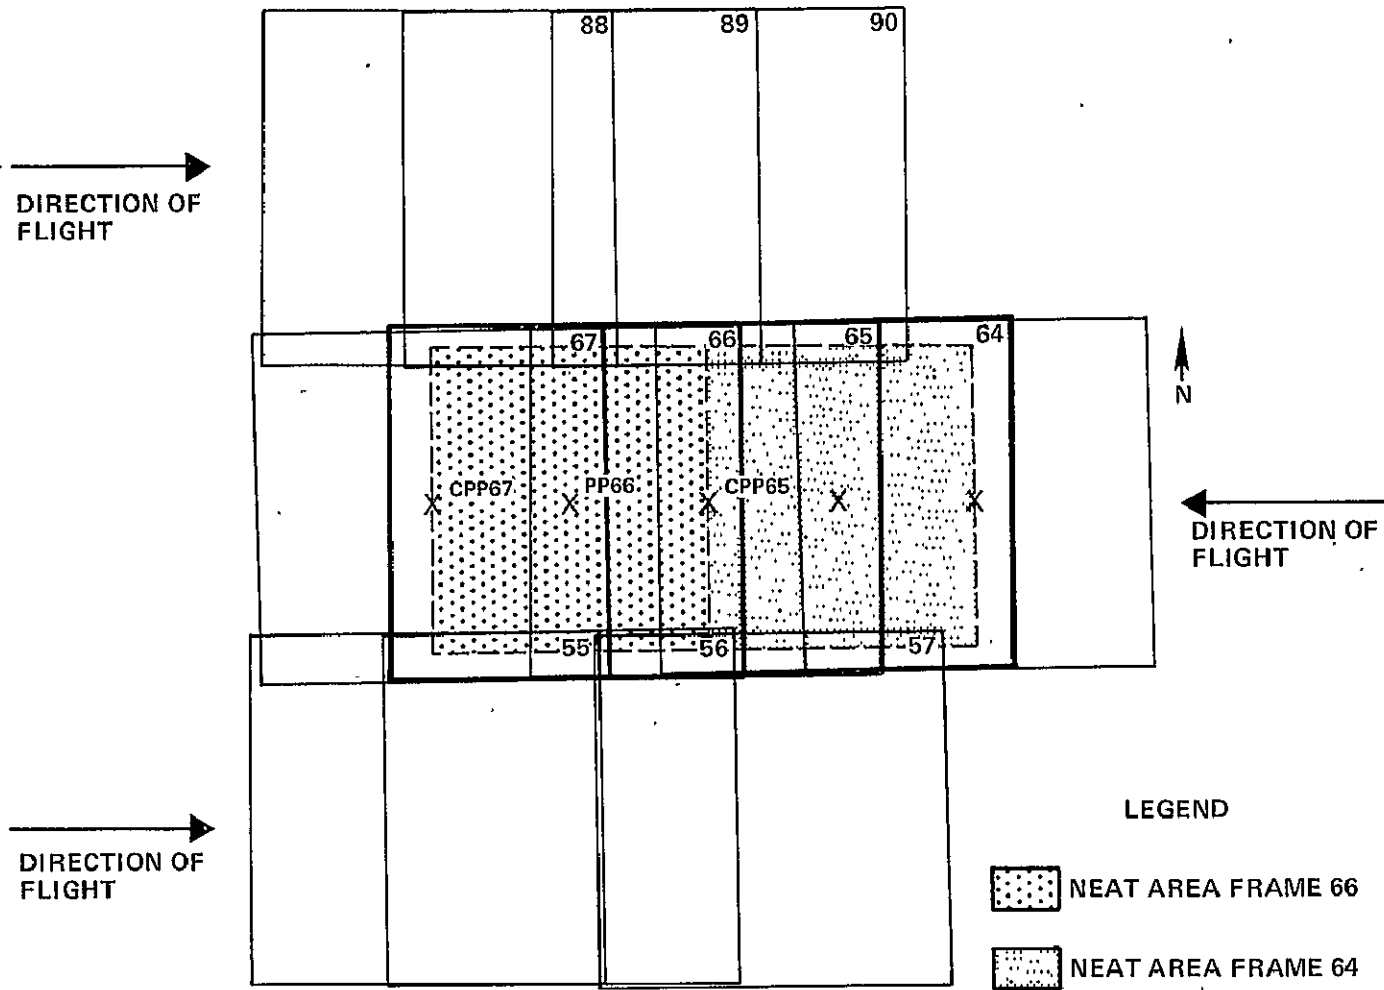 88
89
90
DIRECTION OF
FLIGHT
67
66
65
64
N
CPP67
PP66
CPP65
X
X
X
X
X
DIRECTION OF
FLIGHT
55
56
57
LEGEND
DIRECTION OF
FLIGHT
NEAT AREA FRAME 66
NEAT AREA FRAME 64